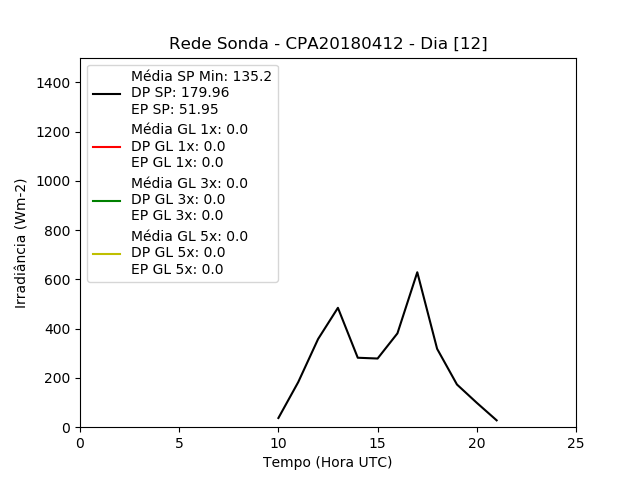 Rede Sonda - CPA20180412 - Dia [12]
Média SP Min: 135.2
DP SP: 179.96
EP SP: 51.95
Média GL 1x: 0.0
DP GL 1x: 0.0
EP GL 1x: 0.0
Média GL 3x: 0.0
DP GL 3x: 0.0
EP GL 3x: 0.0
Média GL 5x: 0.0
DP GL 5x: 0.0
EP GL 5x: 0.0
Irradiância (Wm-2)
1400
1200
1000
800
600
400
200
0
0 5 10 15 20 25
Tempo (Hora UTC)